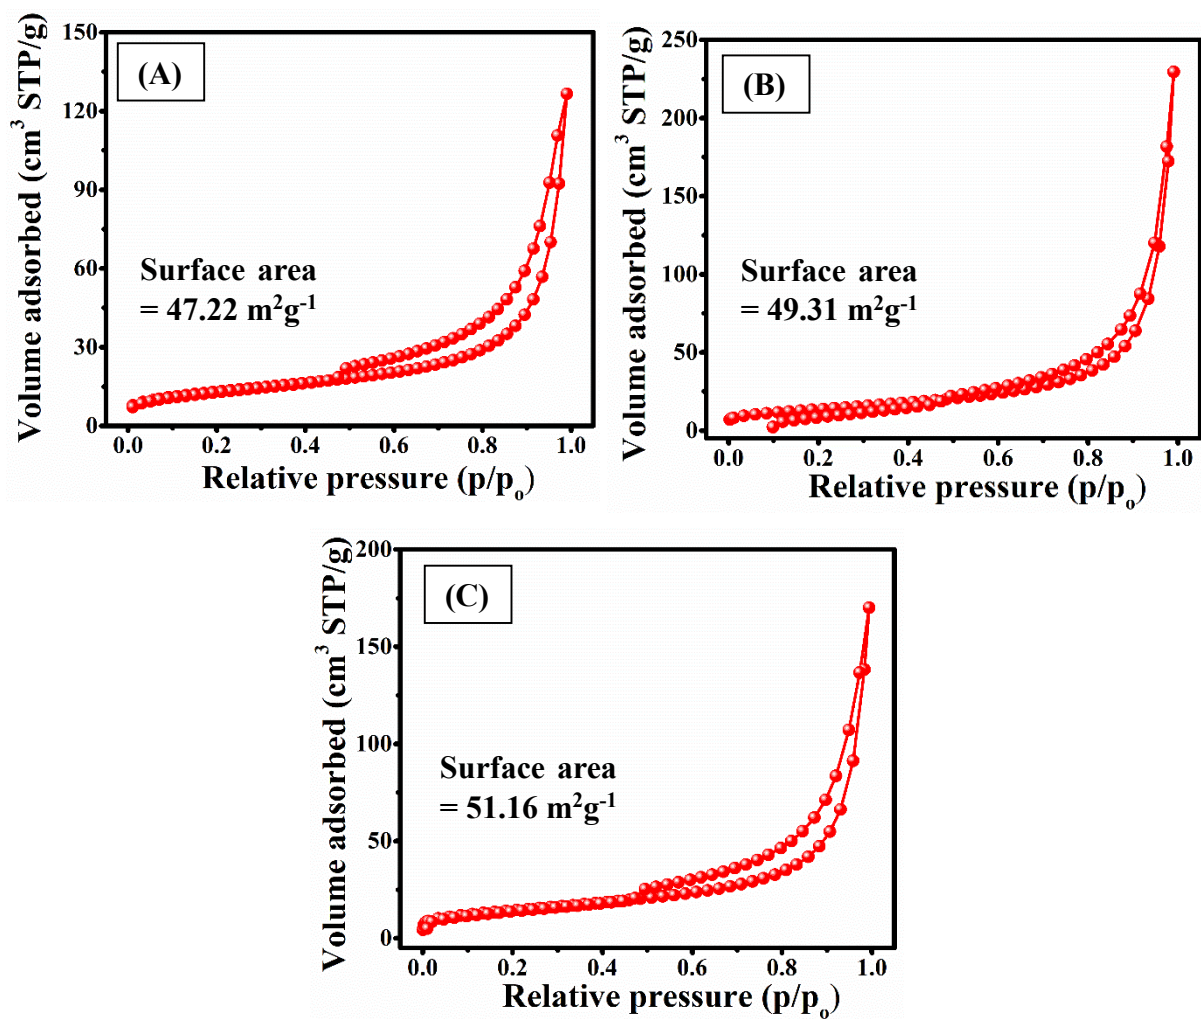 (A)
Volume adsorbed (cm³ STP/g)
150
120
90
60
30
0
Surface area
= 47.22 m²g⁻¹
0.0 0.2 0.4 0.6 0.8 1.0
Relative pressure (p/pₒ)
(B)
Volume adsorbed (cm³ STP/g)
250
200
150
100
50
0
Surface area
= 49.31 m²g⁻¹
0.0 0.2 0.4 0.6 0.8 1.0
Relative pressure (p/pₒ)
(C)
Volume adsorbed (cm³ STP/g)
200
150
100
50
0
Surface area
= 51.16 m²g⁻¹
0.0 0.2 0.4 0.6 0.8 1.0
Relative pressure (p/pₒ)